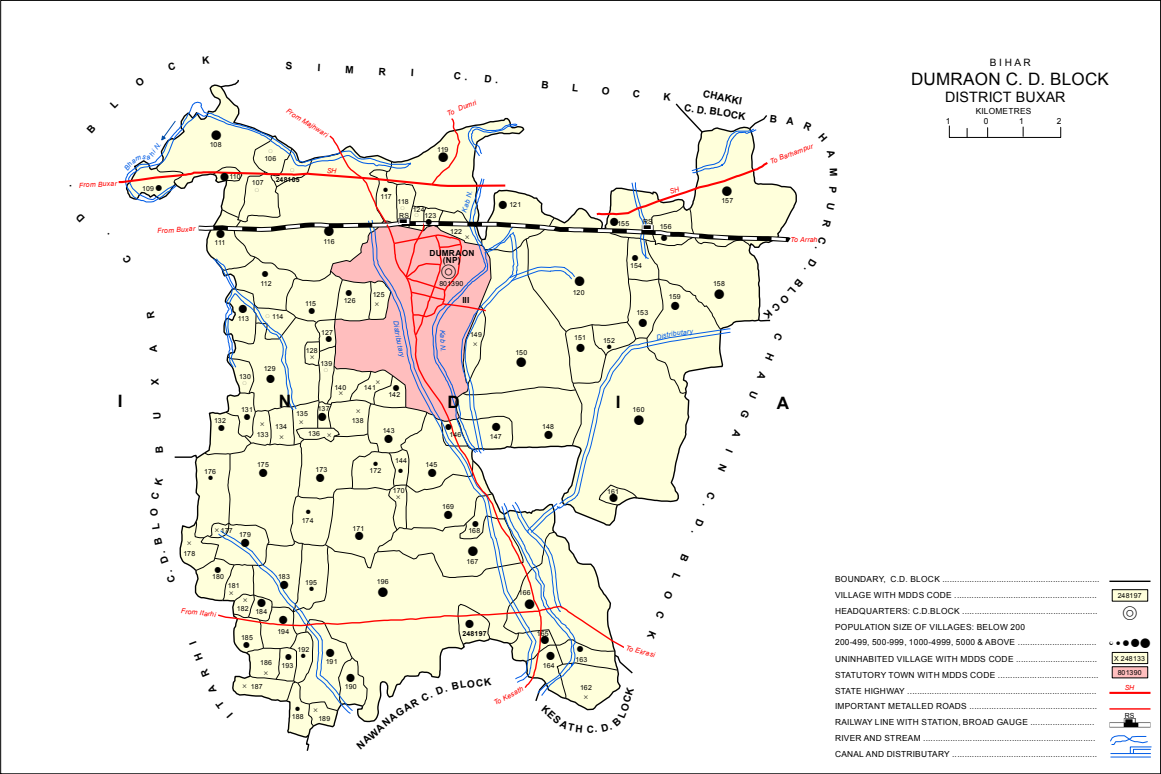 BIHAR
DUMRAON C. D. BLOCK
DISTRICT BUXAR
KILOMETRES
1 0 1 2
BLOCK SIMRI C. D. BLOCK
CHAKKI
C. D. BLOCK
BARHAMPUR C. D. BLOCK
CHAUGAIN C. D. BLOCK
C. D. BLOCK BUXAR
ITARHI C.D. BLOCK
NAWANAGAR C. D. BLOCK
KESATH C. D. BLOCK
I N D I A
From Majhwari
To Dumri
To Barhampur
From Buxar
SH
SH
From Buxar
To Arrah
RS
RS
Kab N.
Kab N.
Distributary
Distributary
From Itarhi
To Kesath
DUMRAON
(NP)
801390
III
108
106
119
109
110
107
248105
117
118
124
123
122
121
157
155
156
111
116
112
126
125
115
113
114
127
128
139
120
154
158
159
153
149
150
151
152
130
129
140
141
142
131
132
133
134
135
137
136
138
143
146
147
148
160
176
175
173
172
144
145
170
161
174
171
169
168
167
177
179
178
180
181
182
184
183
195
196
166
194
185
192
193
186
187
191
190
188
189
248197
164
163
162
BOUNDARY, C.D. BLOCK
VILLAGE WITH MDDS CODE 248197
HEADQUARTERS: C.D.BLOCK
POPULATION SIZE OF VILLAGES: BELOW 200
200-499, 500-999, 1000-4999, 5000 & ABOVE
UNINHABITED VILLAGE WITH MDDS CODE X 248133
STATUTORY TOWN WITH MDDS CODE 801390
STATE HIGHWAY SH
IMPORTANT METALLED ROADS
RAILWAY LINE WITH STATION, BROAD GAUGE RS
RIVER AND STREAM
CANAL AND DISTRIBUTARY